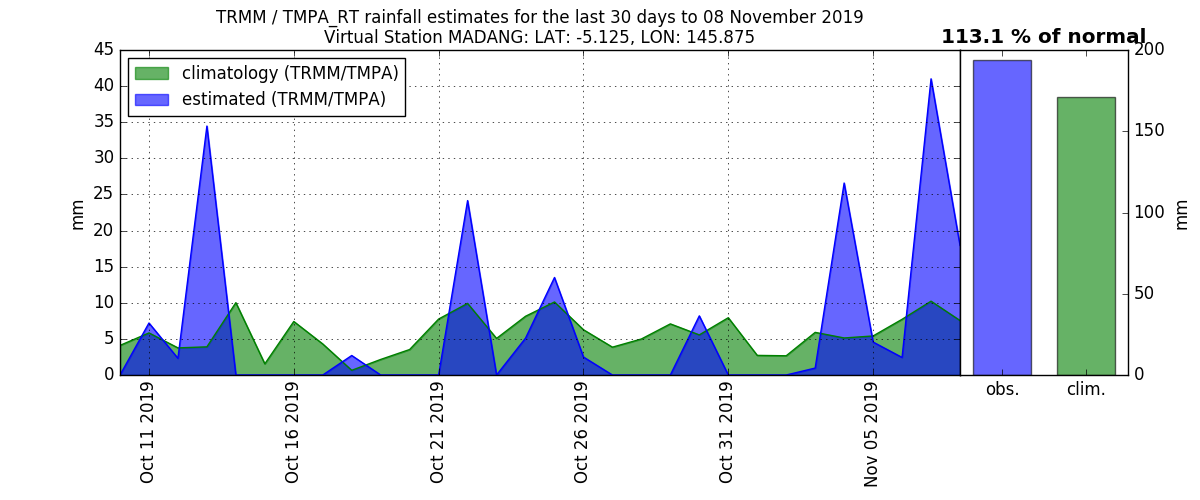 TRMM / TMPA_RT rainfall estimates for the last 30 days to 08 November 2019
Virtual Station MADANG: LAT: -5.125, LON: 145.875
113.1 % of normal
climatology (TRMM/TMPA)
estimated (TRMM/TMPA)
mm
45
40
35
30
25
20
15
10
5
0
Oct 11 2019
Oct 16 2019
Oct 21 2019
Oct 26 2019
Oct 31 2019
Nov 05 2019
200
150
100
50
0
mm
obs.
clim.